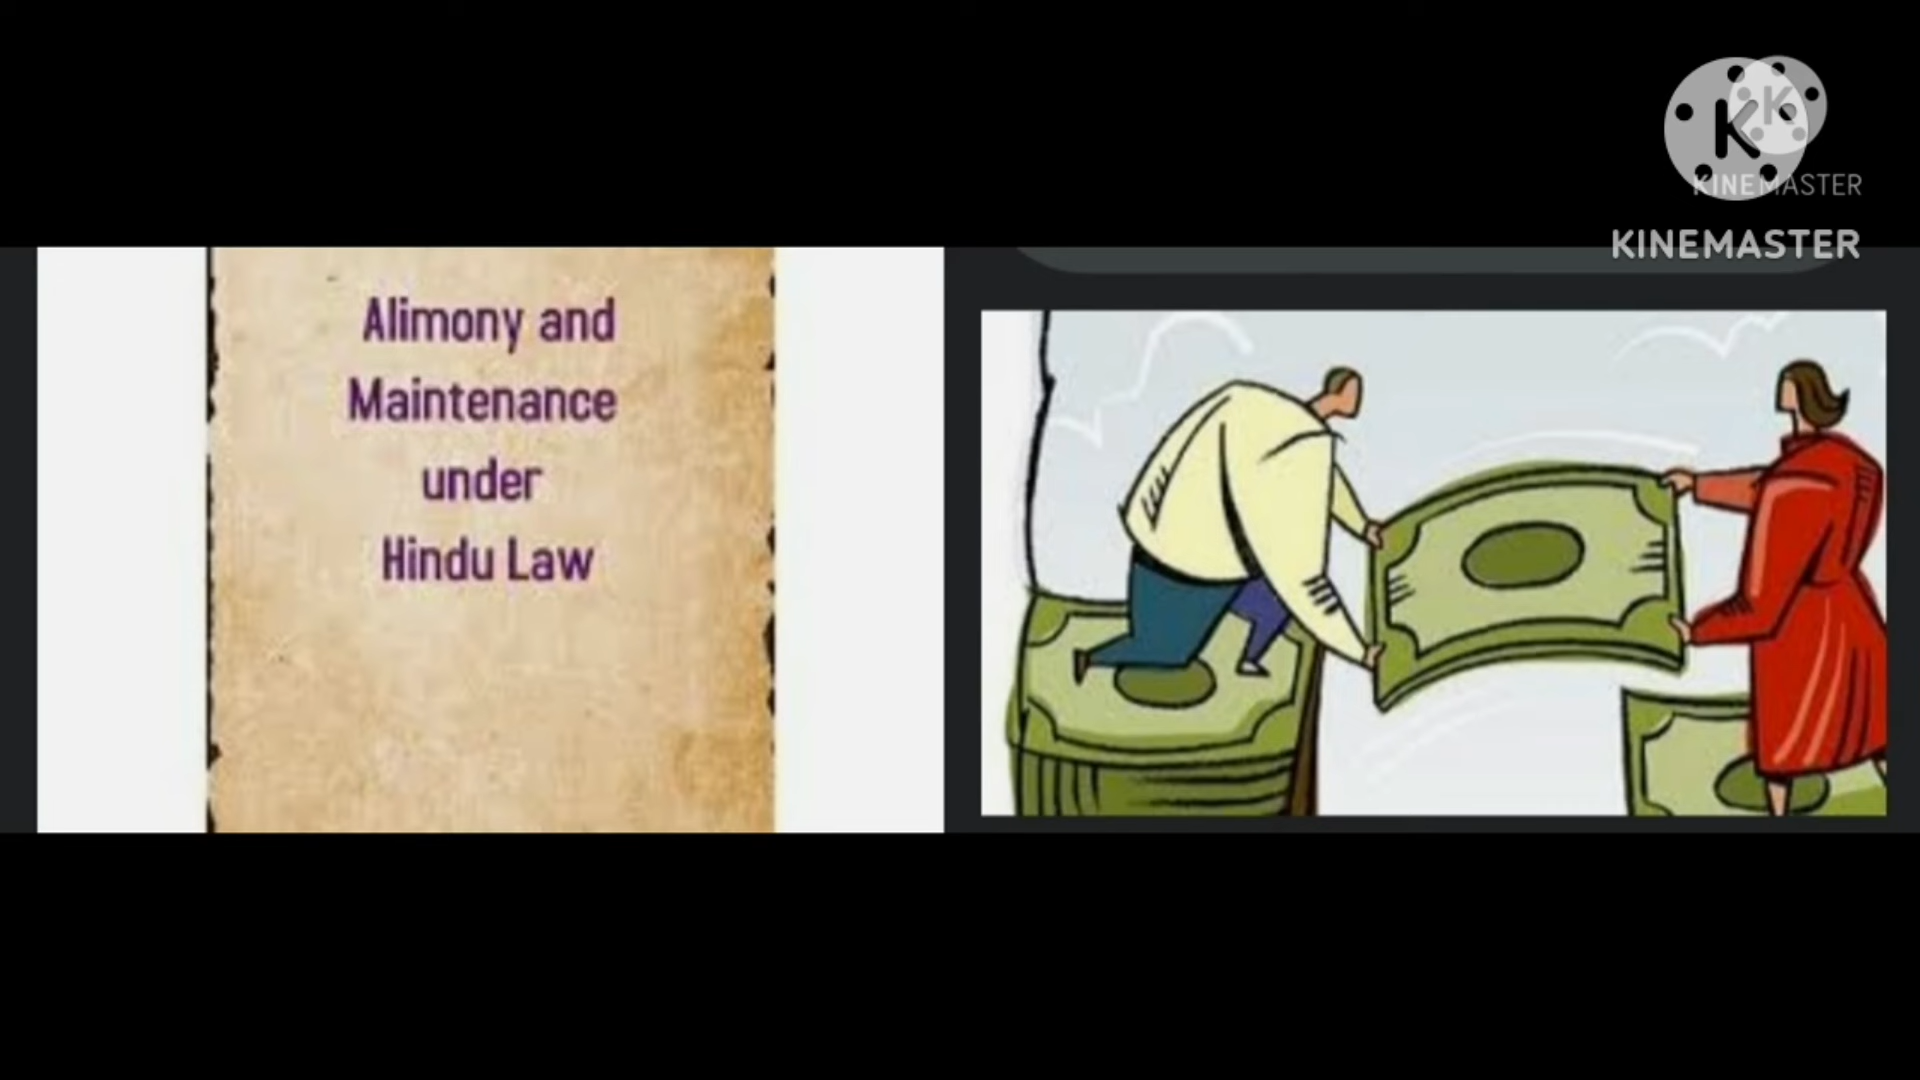 K
K
KINEMASTER
KINEMASTER
Alimony and
Maintenance
under
Hindu Law